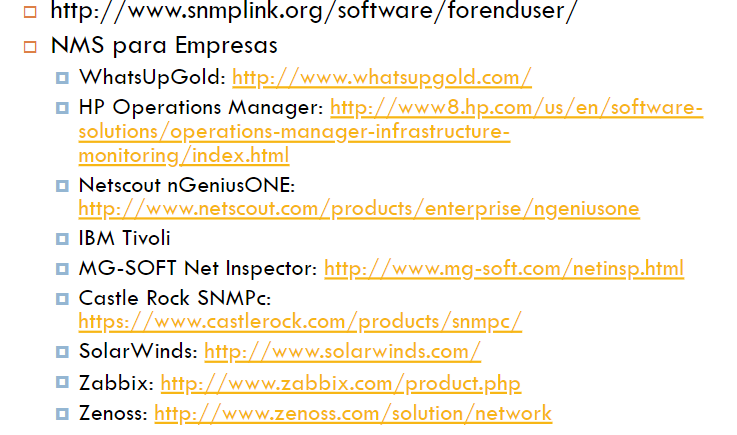 http://www.snmplink.org/software/forenduser/
NMS para Empresas
WhatsUpGold: http://www.whatsupgold.com/
HP Operations Manager: http://www8.hp.com/us/en/software-
solutions/operations-manager-infrastructure-
monitoring/index.html
Netscout nGeniusONE:
http://www.netscout.com/products/enterprise/ngeniusone
IBM Tivoli
MG-SOFT Net Inspector: http://www.mg-soft.com/netinsp.html
Castle Rock SNMPc:
https://www.castlerock.com/products/snmpc/
SolarWinds: http://www.solarwinds.com/
Zabbix: http://www.zabbix.com/product.php
Zenoss: http://www.zenoss.com/solution/network